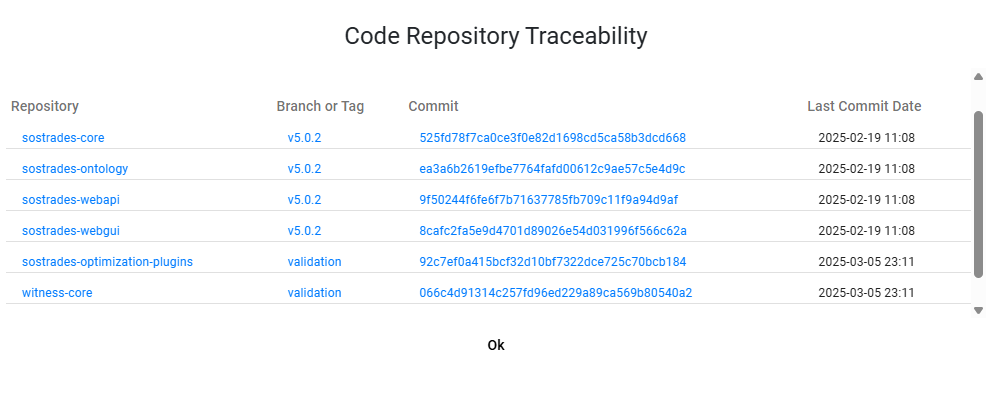 Code Repository Traceability
Repository Branch or Tag Commit Last Commit Date
sostrades-core v5.0.2 525fd78f7ca0ce3f0e82d1698cd5ca58b3dcd668 2025-02-19 11:08
sostrades-ontology v5.0.2 ea3a6b2619efbe7764fafd00612c9ae57c5e4d9c 2025-02-19 11:08
sostrades-webapi v5.0.2 9f50244f6fe6f7b71637785fb709c11f9a94d9af 2025-02-19 11:08
sostrades-webgui v5.0.2 8cafc2fa5e9d4701d89026e54d031996f566c62a 2025-02-19 11:08
sostrades-optimization-plugins validation 92c7ef0a415bcf32d10bf7322dce725c70bcb184 2025-03-05 23:11
witness-core validation 066c4d91314c257fd96ed229a89ca569b80540a2 2025-03-05 23:11
Ok